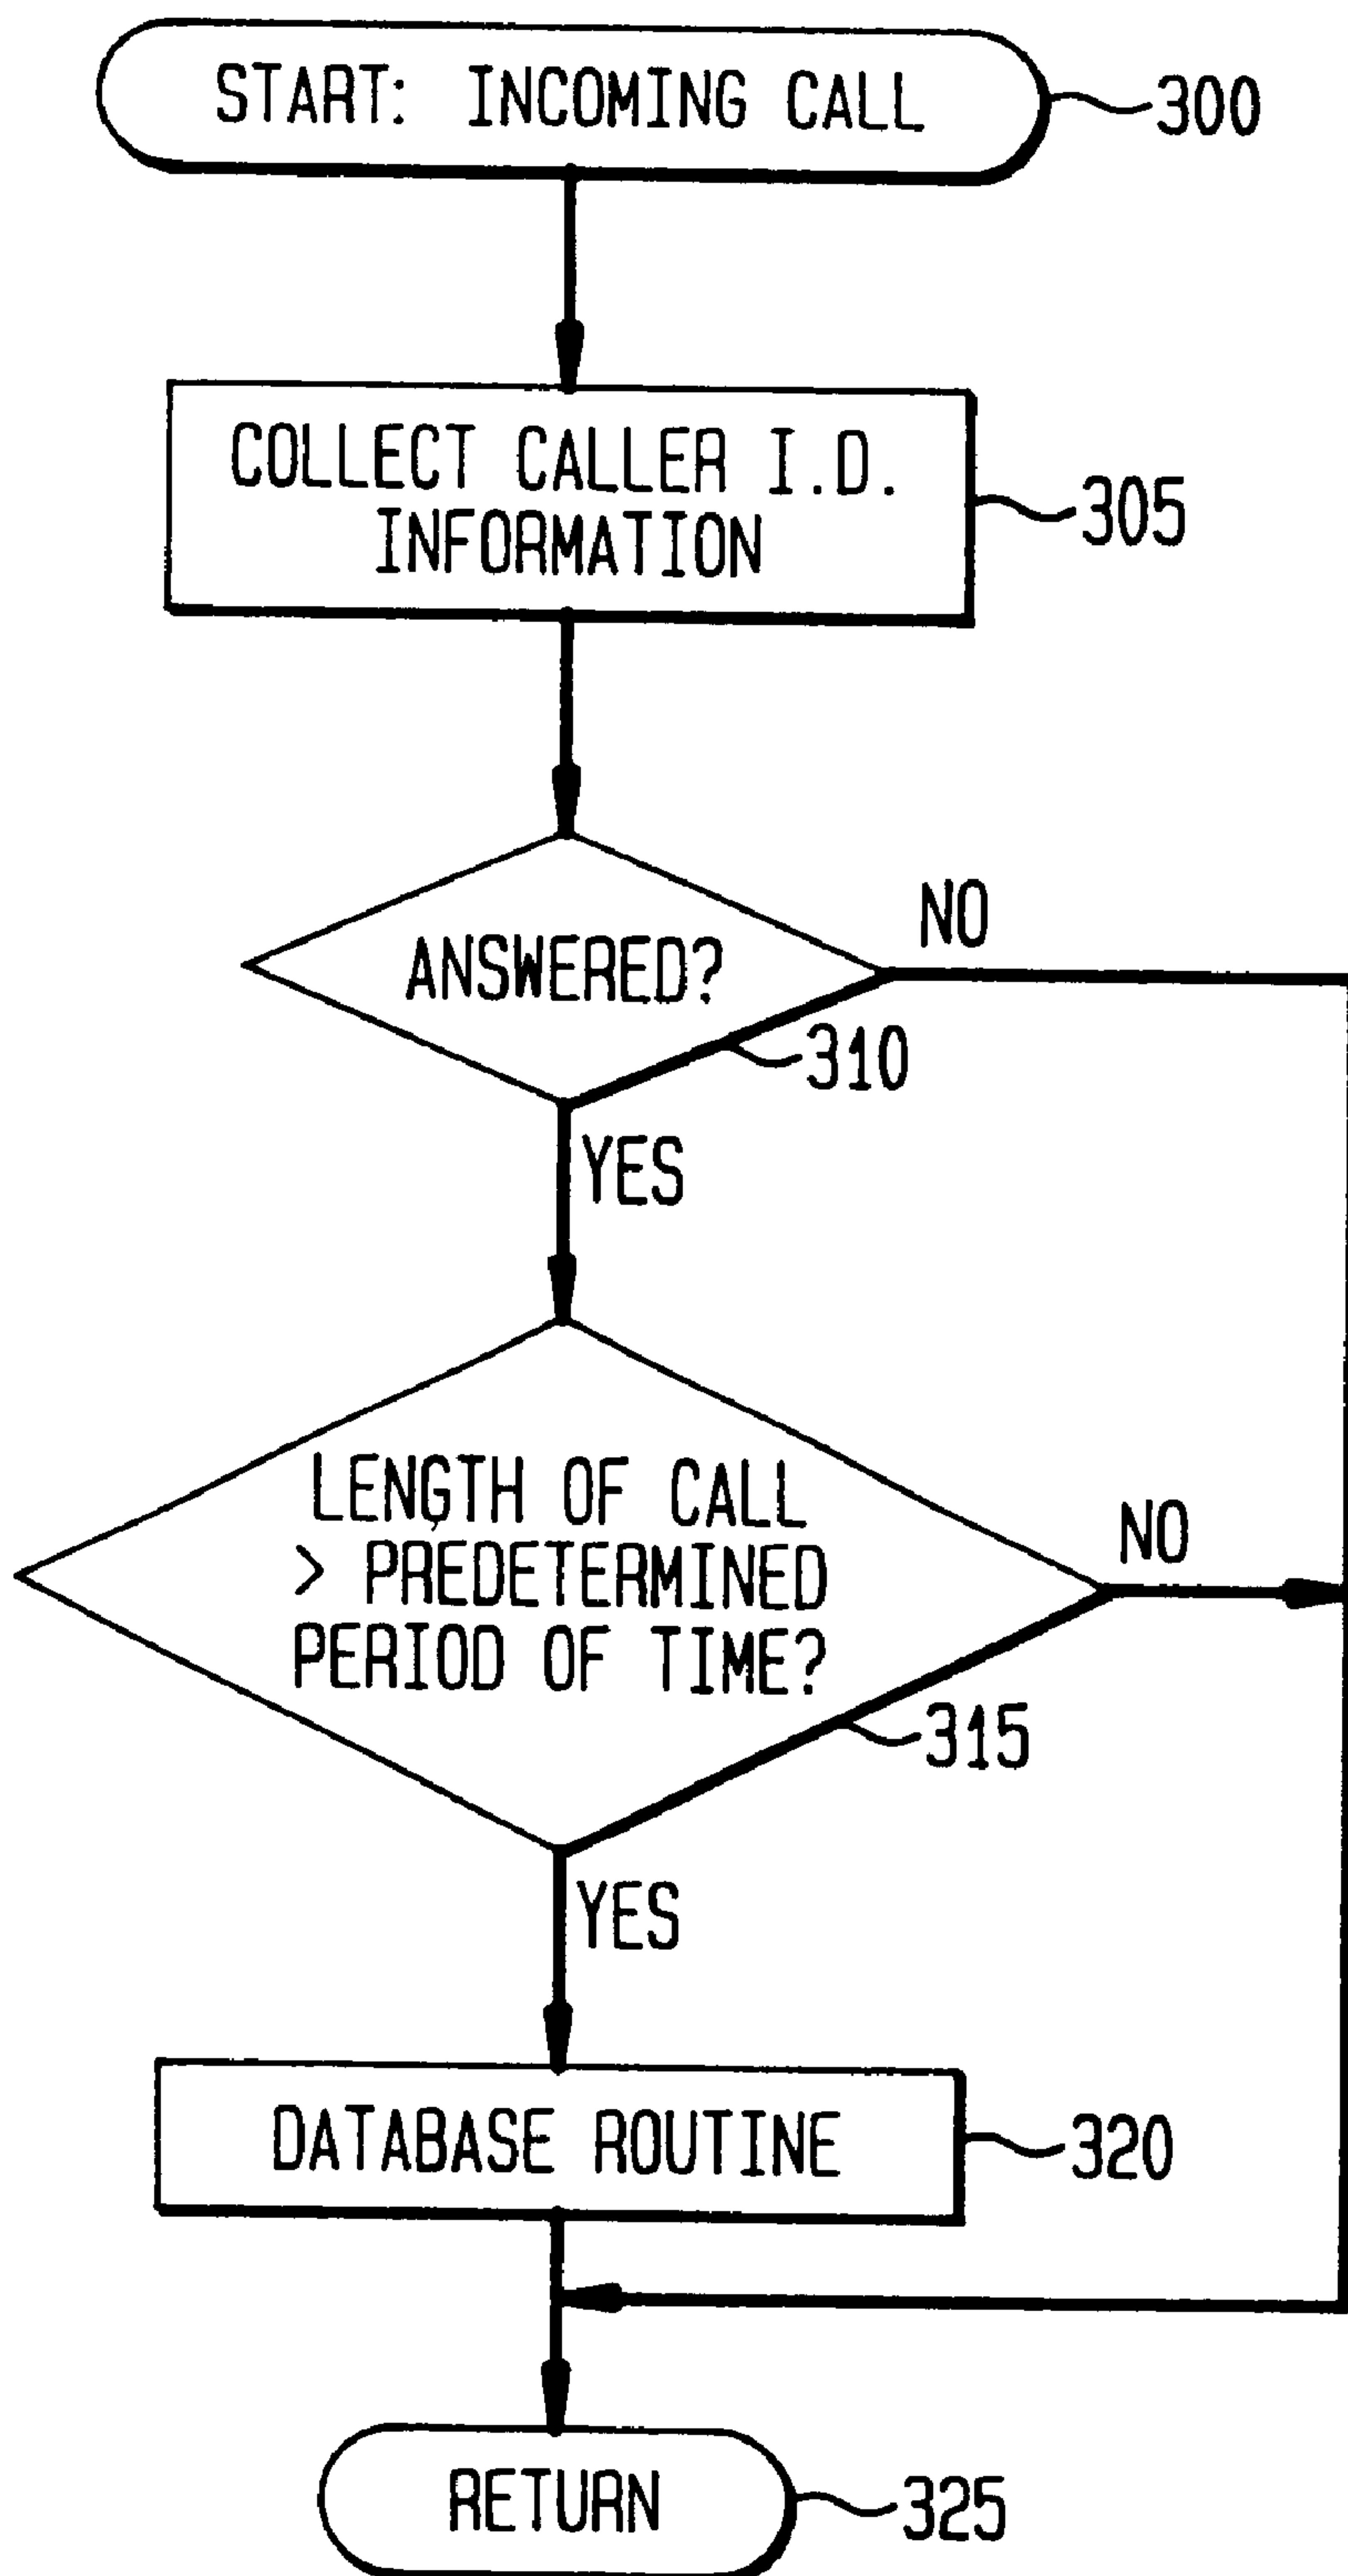 START: INCOMING CALL
300
COLLECT CALLER I.D.
INFORMATION
305
ANSWERED?
NO
310
YES
LENGTH OF CALL
> PREDETERMINED
PERIOD OF TIME?
NO
315
YES
DATABASE ROUTINE
320
RETURN
325